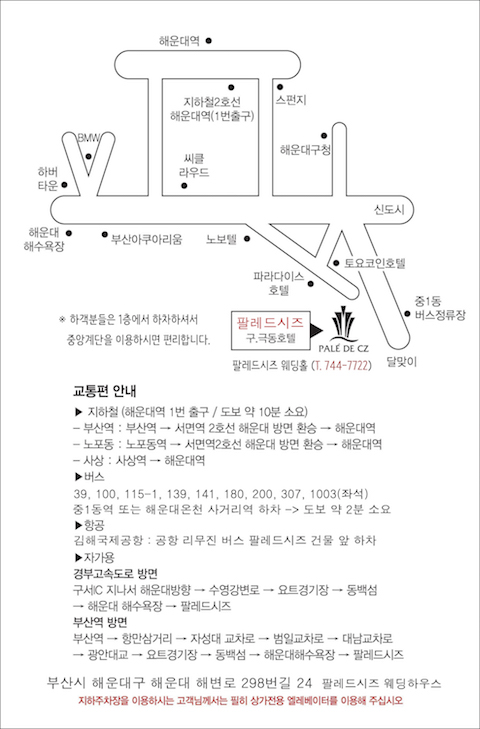 해운대역
지하철2호선
해운대역(1번출구)
스펀지
BMW
해운대구청
하버
타운
씨클
라우드
신도시
해운대
해수욕장
부산아쿠아리움
노보텔
토요코인호텔
파라다이스
호텔
중1동
버스정류장
※ 하객분들은 1층에서 하차하셔서
중앙계단을 이용하시면 편리합니다.
팔레드시즈
구.극동호텔
PALÉ DE CZ
달맞이
팔레드시즈 웨딩홀 (T. 744-7722)
교통편 안내
▶ 지하철 (해운대역 1번 출구 / 도보 약 10분 소요)
– 부산역 : 부산역 → 서면역 2호선 해운대 방면 환승 → 해운대역
– 노포동 : 노포동역 → 서면역2호선 해운대 방면 환승 → 해운대역
– 사상 : 사상역 → 해운대역
▶버스
39, 100, 115-1, 139, 141, 180, 200, 307, 1003(좌석)
중1동역 또는 해운대온천 사거리역 하차 -> 도보 약 2분 소요
▶항공
김해국제공항 : 공항 리무진 버스 팔레드시즈 건물 앞 하차
▶자가용
경부고속도로 방면
구서IC 지나서 해운대방향 → 수영강변로 → 요트경기장 → 동백섬
→ 해운대 해수욕장 → 팔레드시즈
부산역 방면
부산역 → 항만삼거리 → 자성대 교차로 → 범일교차로 → 대남교차로
→ 광안대교 → 요트경기장 → 동백섬 → 해운대해수욕장 → 팔레드시즈
부산시 해운대구 해운대 해변로 298번길 24 팔레드시즈 웨딩하우스
지하주차장을 이용하시는 고객님께서는 필히 상가전용 엘레베이터를 이용해 주십시오